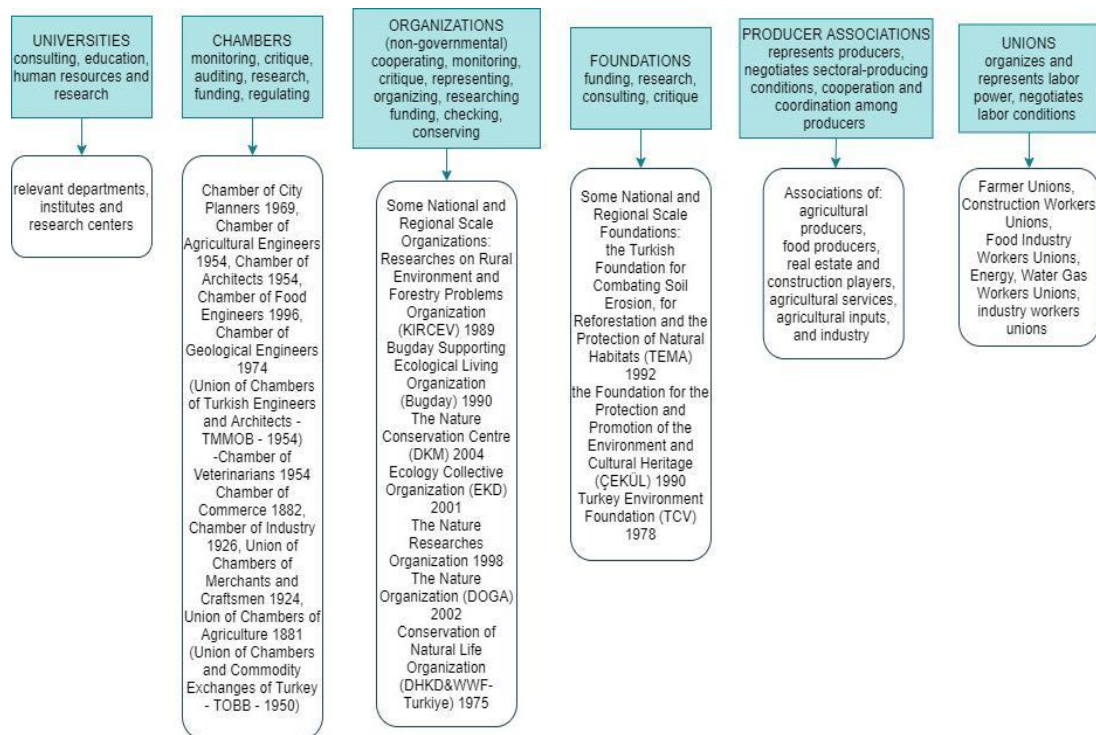 UNIVERSITIES
consulting, education,
human resources and
research
relevant departments,
institutes and
research centers
CHAMBERS
monitoring, critique,
auditing, research,
funding, regulating
Chamber of City
Planners 1969,
Chamber of
Agricultural Engineers
1954, Chamber of
Architects 1954,
Chamber of Food
Engineers 1996,
Chamber of
Geological Engineers
1974
(Union of Chambers
of Turkish Engineers
and Architects -
TMMOB - 1954)
-Chamber of
Veterinarians 1954
Chamber of
Commerce 1882,
Chamber of Industry
1926, Union of
Chambers of
Merchants and
Craftsmen 1924,
Union of Chambers of
Agriculture 1881
(Union of Chambers
and Commodity
Exchanges of Turkey
- TOBB - 1950)
ORGANIZATIONS
(non-governmental)
cooperating, monitoring,
critique, representing,
organizing, researching
funding, checking,
conserving
Some National and
Regional Scale
Organizations:
Researches on Rural
Environment and
Forestry Problems
Organization
(KIRCEV) 1989
Bugday Supporting
Ecological Living
Organization
(Bugday) 1990
The Nature
Conservation Centre
(DKM) 2004
Ecology Collective
Organization (EKD)
2001
The Nature
Researches
Organization 1998
The Nature
Organization (DOGA)
2002
Conservation of
Natural Life
Organization
(DHKD&WWF-
Turkiye) 1975
FOUNDATIONS
funding, research,
consulting, critique
Some National and
Regional Scale
Foundations:
the Turkish
Foundation for
Combating Soil
Erosion, for
Reforestation and the
Protection of Natural
Habitats (TEMA)
1992
the Foundation for the
Protection and
Promotion of the
Environment and
Cultural Heritage
(ÇEKÜL) 1990
Turkey Environment
Foundation (TCV)
1978
PRODUCER ASSOCIATIONS
represents producers,
negotiates sectoral-producing
conditions, cooperation and
coordination among
producers
Associations of:
agricultural
producers,
food producers,
real estate and
construction players,
agricultural services,
agricultural inputs,
and industry
UNIONS
organizes and
represents labor
power, negotiates
labor conditions
Farmer Unions,
Construction Workers
Unions,
Food Industry
Workers Unions,
Energy, Water Gas
Workers Unions,
industry workers
unions